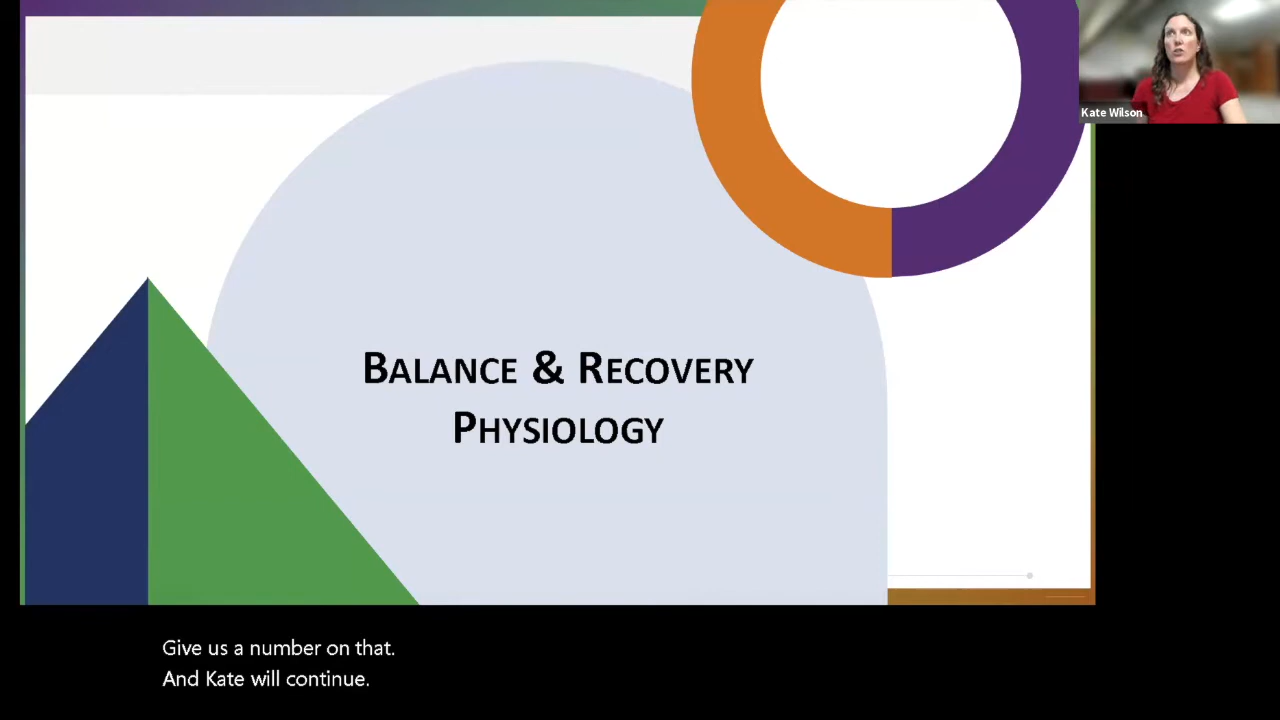 Kate Wilson
BALANCE & RECOVERY
PHYSIOLOGY
Give us a number on that.
And Kate will continue.